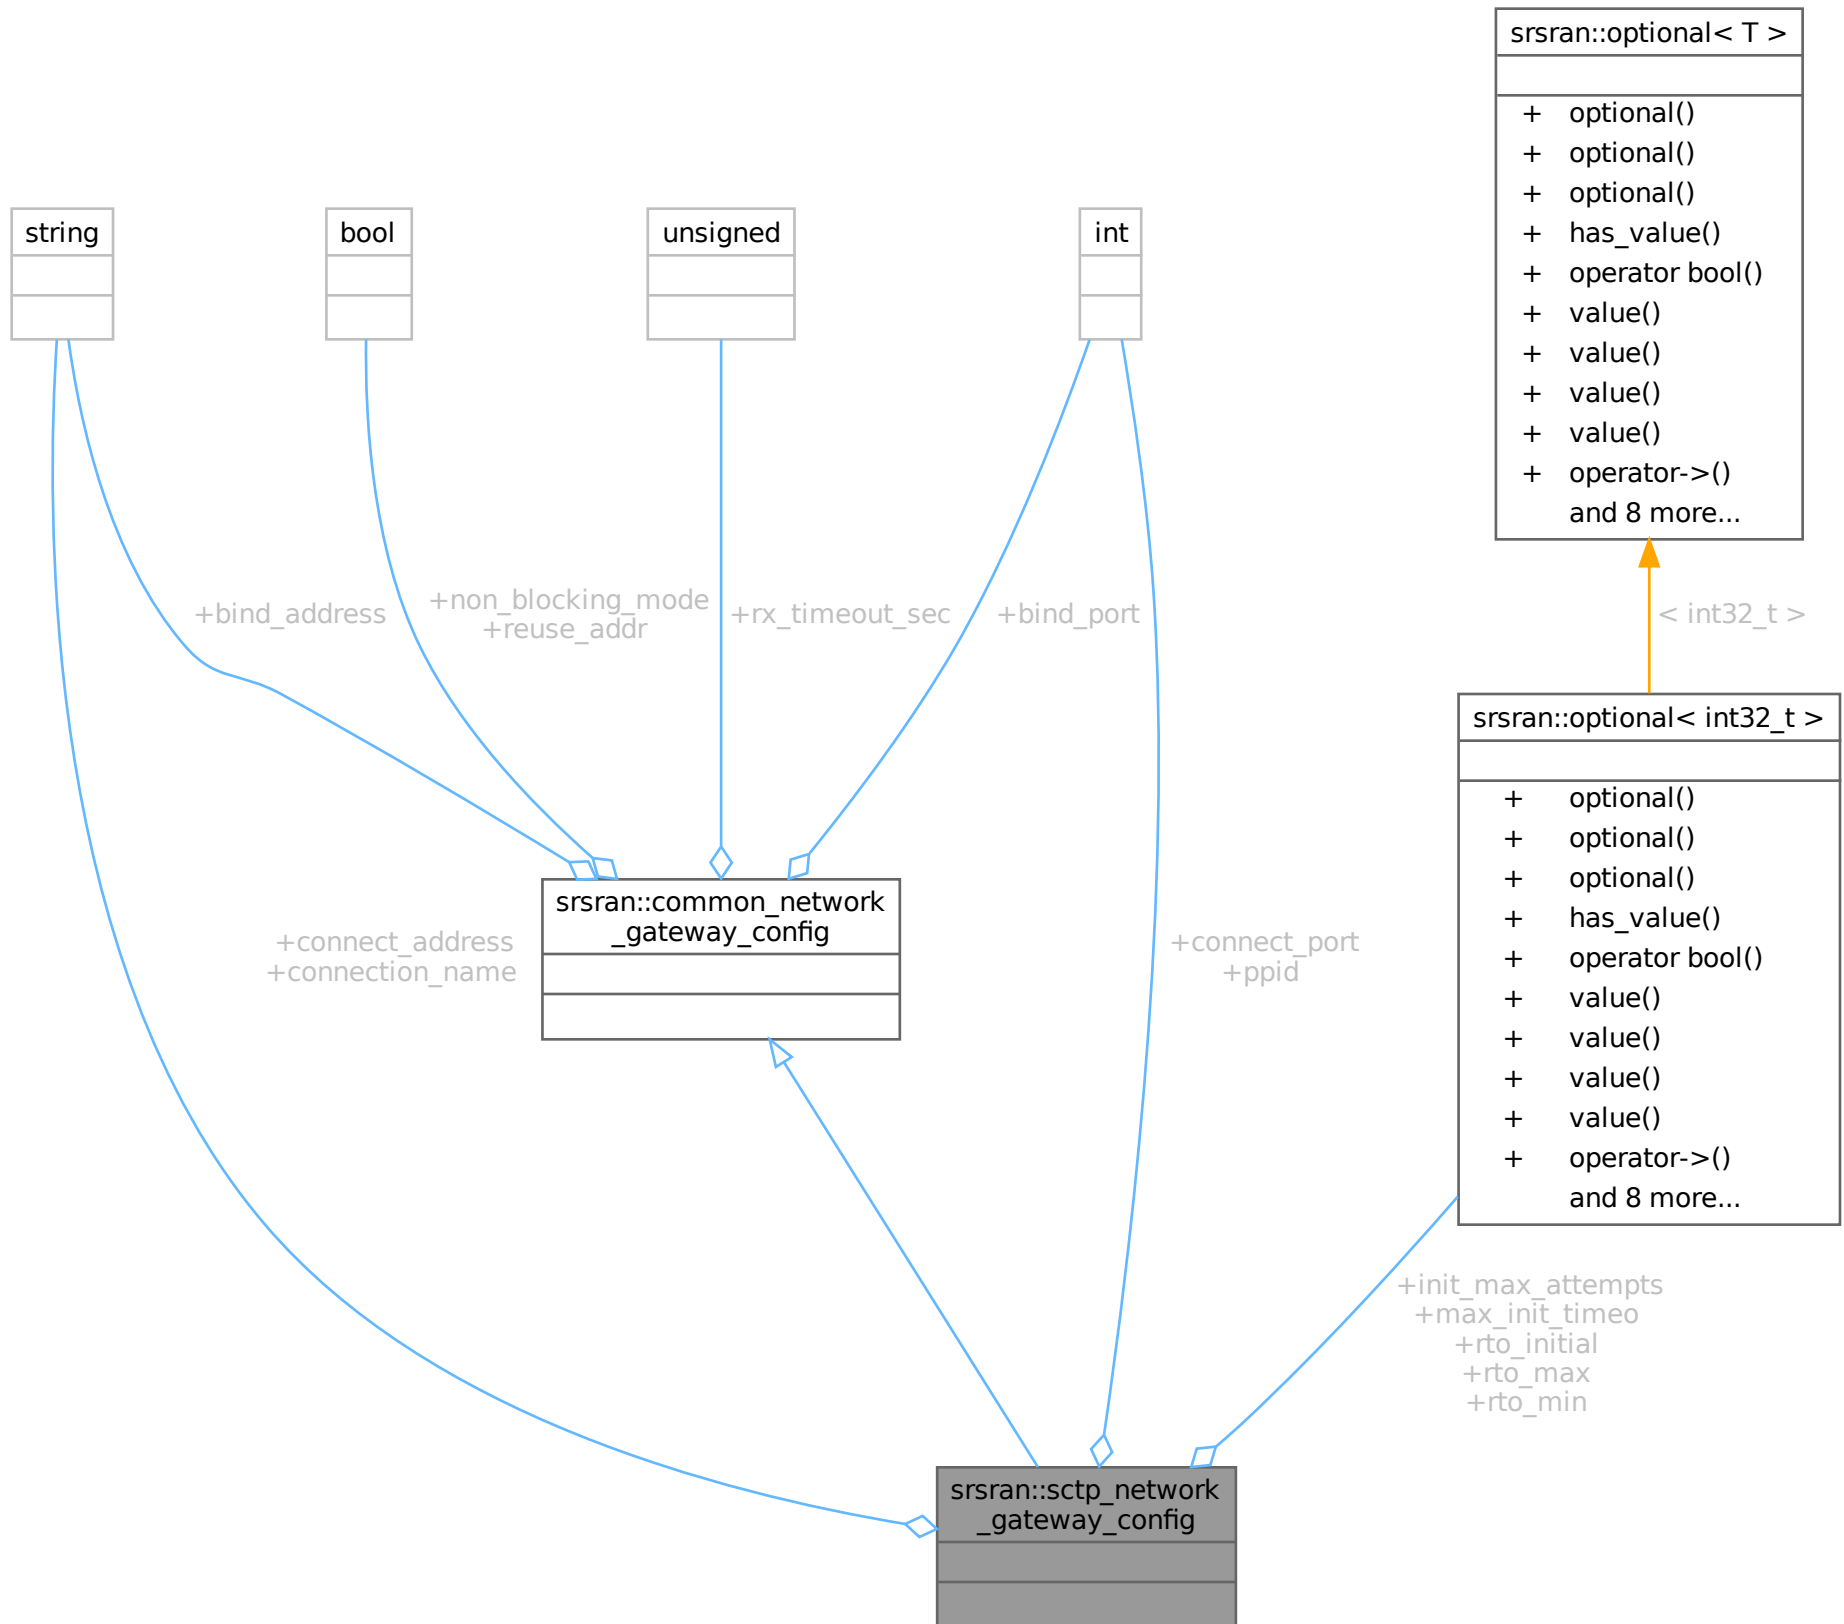 srsran::optional< T >
+ optional()
+ optional()
+ optional()
+ has_value()
+ operator bool()
+ value()
+ value()
+ value()
+ value()
+ operator->()
and 8 more...
string
bool
unsigned
int
+bind_address
+non_blocking_mode
+reuse_addr
+rx_timeout_sec
+bind_port
< int32_t >
srsran::optional< int32_t >
+ optional()
+ optional()
+ optional()
+ has_value()
+ operator bool()
+ value()
+ value()
+ value()
+ value()
+ operator->()
and 8 more...
srsran::common_network
_gateway_config
+connect_address
+connection_name
+connect_port
+ppid
+init_max_attempts
+max_init_timeo
+rto_initial
+rto_max
+rto_min
srsran::sctp_network
_gateway_config